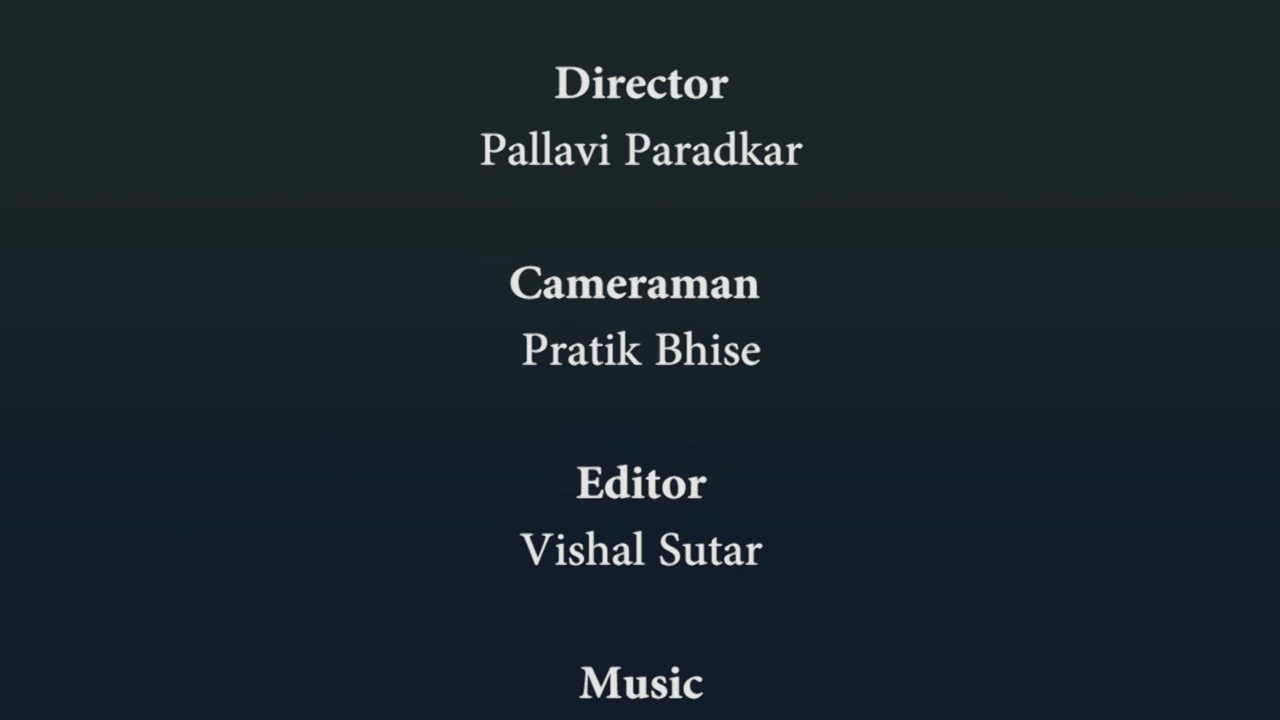 Director
Pallavi Paradkar
Cameraman
Pratik Bhise
Editor
Vishal Sutar
Music